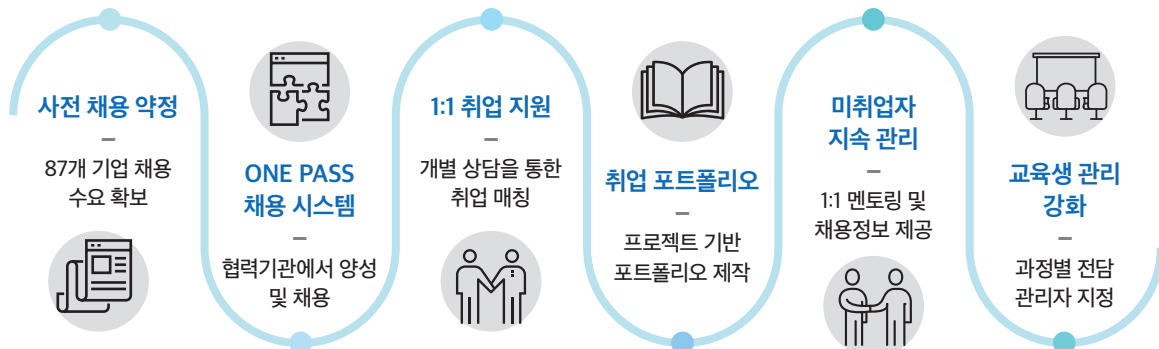 사전 채용 약정
87개 기업 채용
수요 확보
ONE PASS
채용 시스템
협력기관에서 양성
및 채용
1:1 취업 지원
개별 상담을 통한
취업 매칭
취업 포트폴리오
프로젝트 기반
포트폴리오 제작
미취업자
지속 관리
1:1 멘토링 및
채용정보 제공
교육생 관리
강화
과정별 전담
관리자 지정